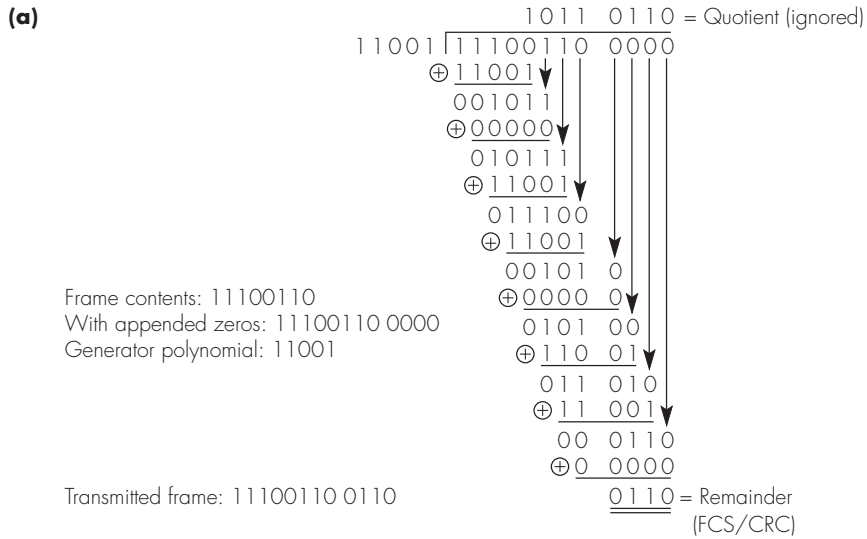 (a)
1011 0110 = Quotient (ignored)
11001 11100110 0000
⊕ 11001
001011
⊕ 00000
010111
⊕ 11001
011100
⊕ 11001
00101 0
Frame contents: 11100110
⊕ 0000 0
With appended zeros: 11100110 0000
0101 00
Generator polynomial: 11001
⊕ 110 01
011 010
⊕ 11 001
00 0110
⊕ 0 0000
Transmitted frame: 11100110 0110
0110 = Remainder
(FCS/CRC)